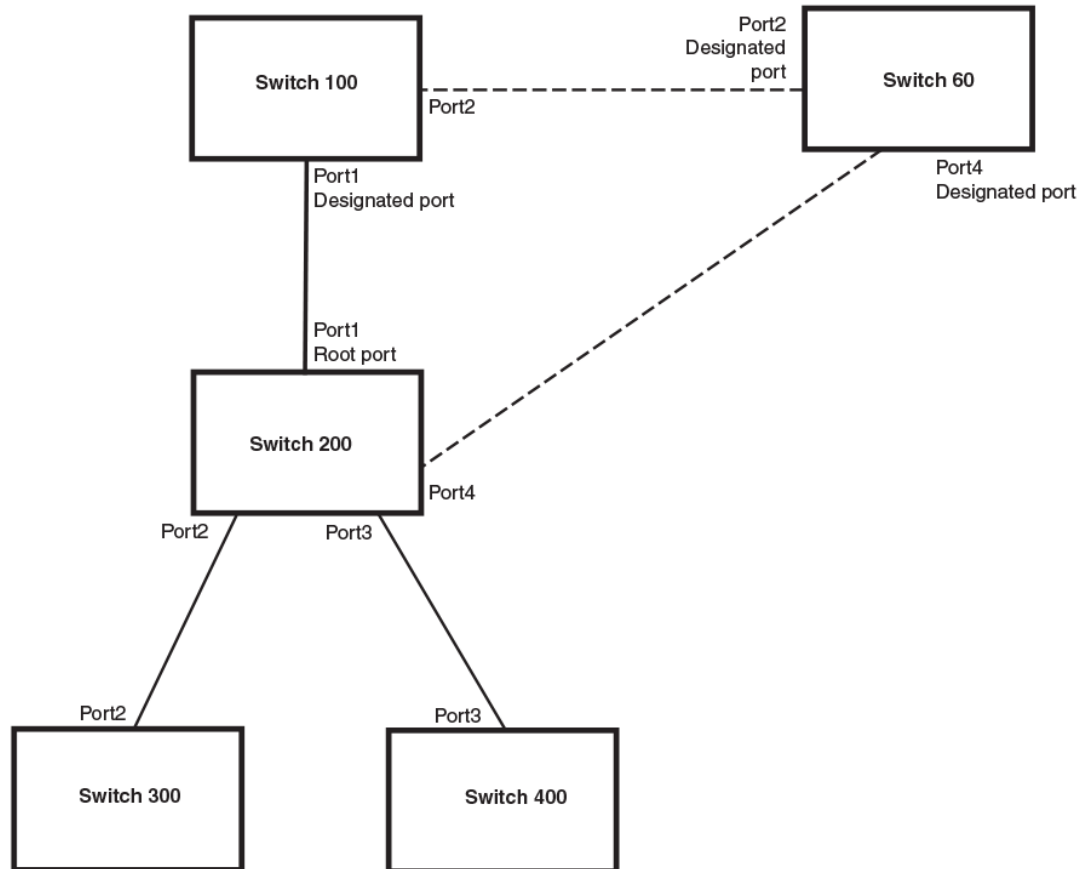 Port2
Designated
port
Switch 100
Switch 60
Port2
Port1
Designated port
Port4
Designated port
Port1
Root port
Switch 200
Port4
Port2
Port3
Port2
Port3
Switch 300
Switch 400